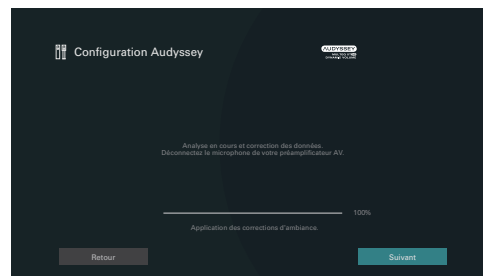 Configuration Audyssey
AUDYSSEY
Analyse en cours et correction des données.
Déconnectez le microphone de votre préamplificateur AV.
100%
Application des corrections d'ambiance.
Retour
Suivant